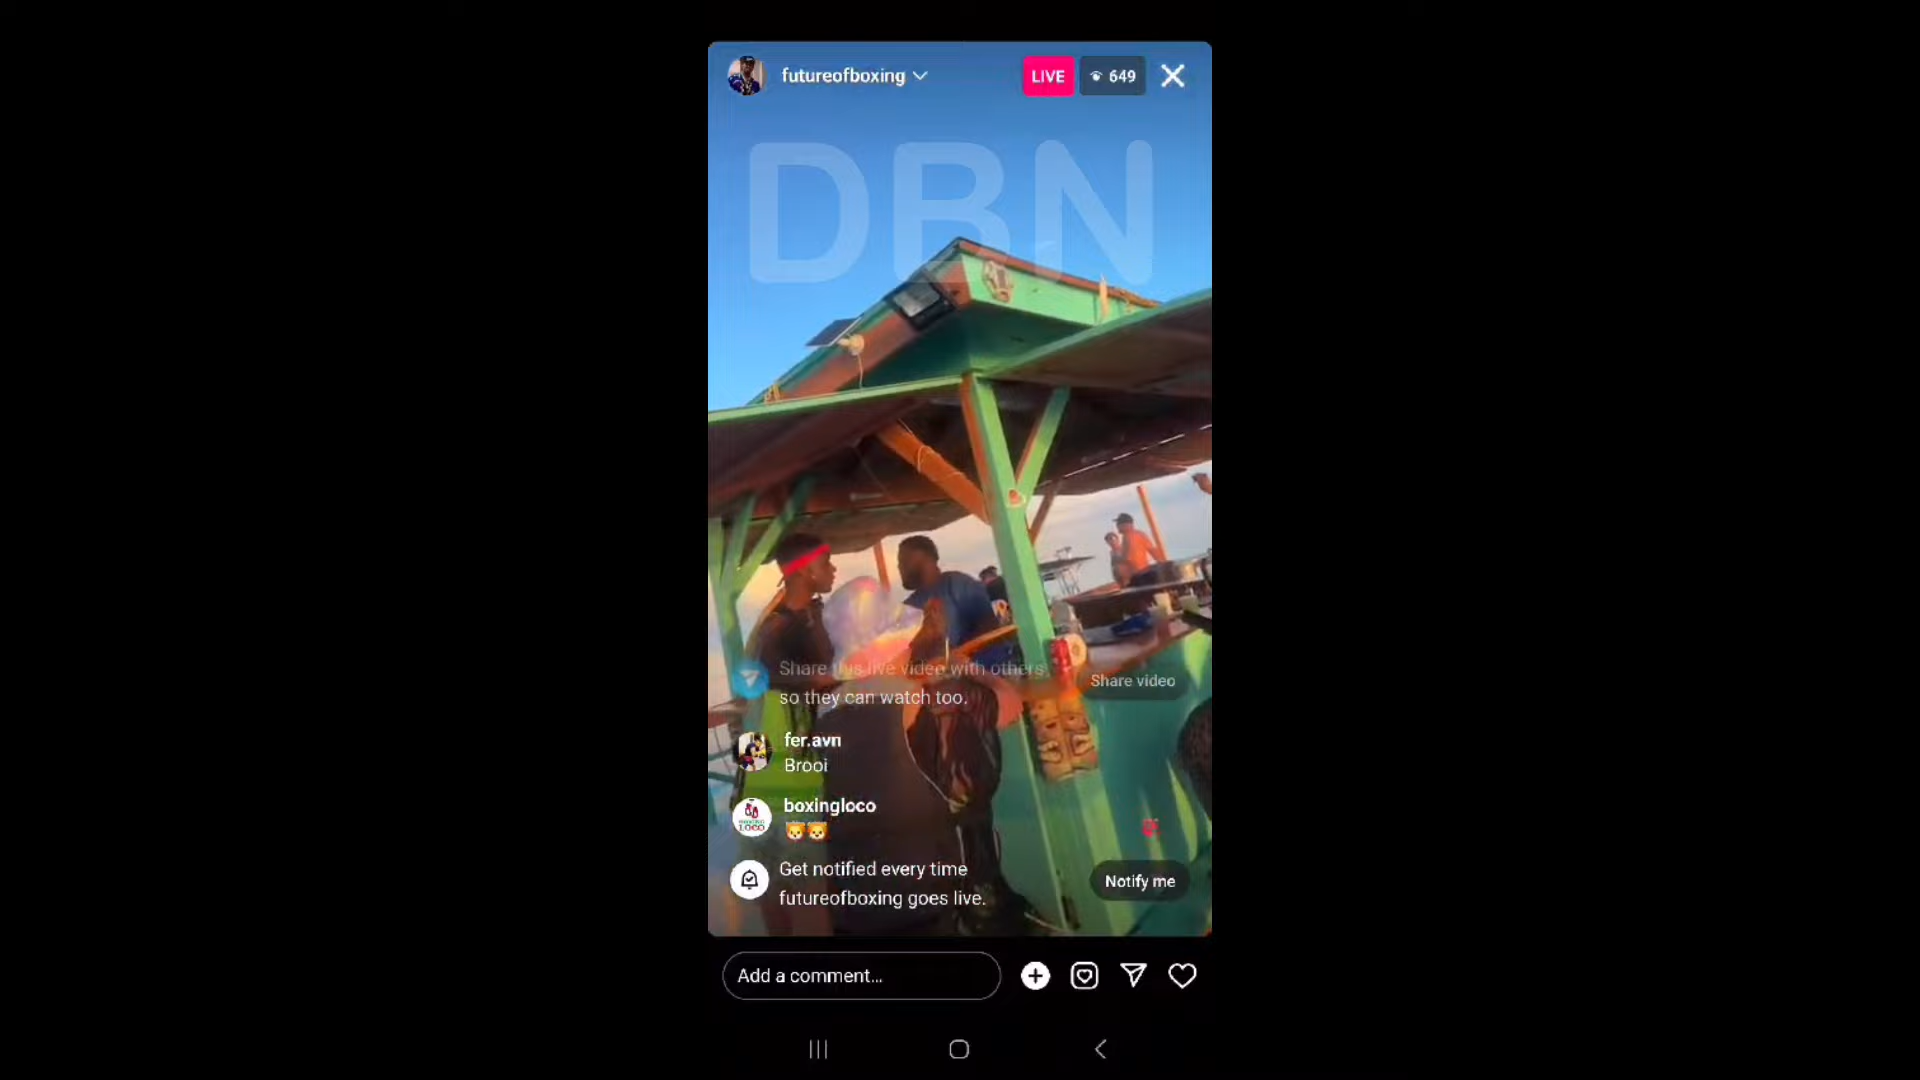 futureofboxing
LIVE
649
DBN
Share this live video with others
so they can watch too.
Share video
fer.avn
Brooi
boxingloco
LOCO
Get notified every time
futureofboxing goes live.
Notify me
Add a comment...